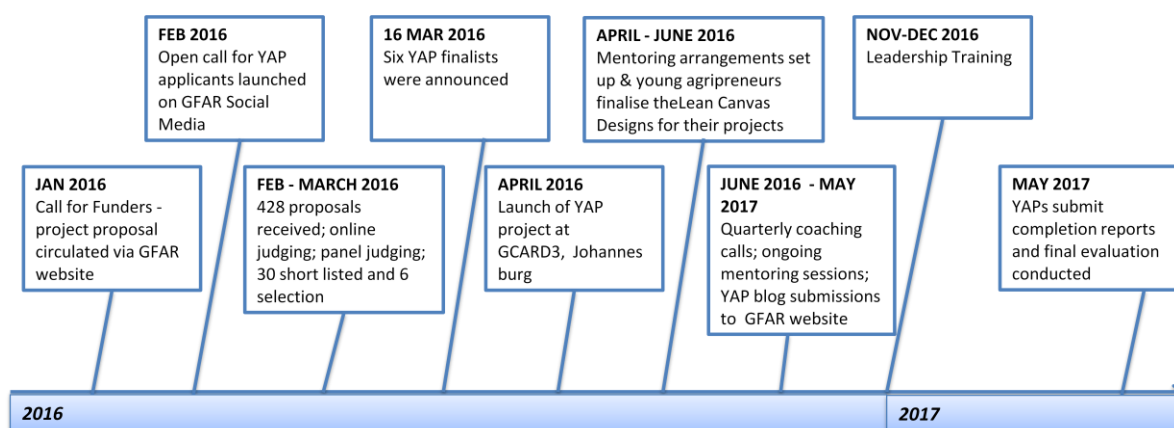 FEB 2016
Open call for YAP
applicants launched
on GFAR Social
Media
16 MAR 2016
Six YAP finalists
were announced
APRIL - JUNE 2016
Mentoring arrangements set
up & young agripreneurs
finalise theLean Canvas
Designs for their projects
NOV-DEC 2016
Leadership Training
JAN 2016
Call for Funders -
project proposal
circulated via GFAR
website
FEB - MARCH 2016
428 proposals
received; online
judging; panel judging;
30 short listed and 6
selection
APRIL 2016
Launch of YAP
project at
GCARD3, Johannes
burg
JUNE 2016 - MAY
2017
Quarterly coaching
calls; ongoing
mentoring sessions;
YAP blog submissions
to GFAR website
MAY 2017
YAPs submit
completion reports
and final evaluation
conducted
2016
2017